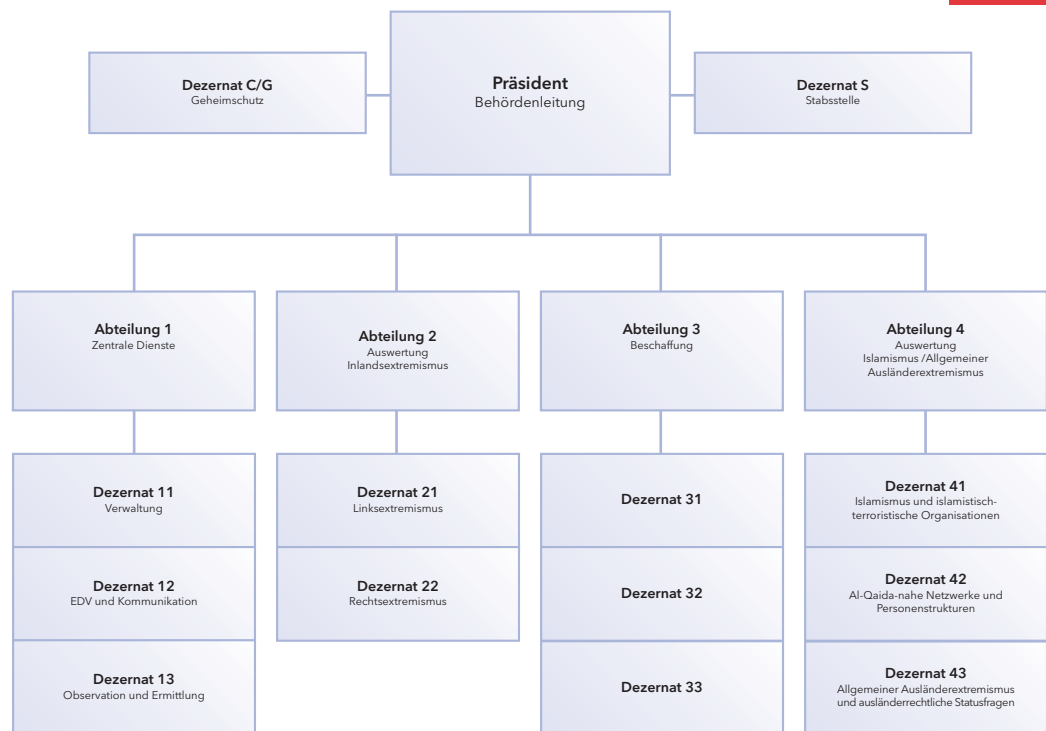 Dezernat C/G
Geheimschutz
Präsident
Behördenleitung
Dezernat S
Stabsstelle
Abteilung 1
Zentrale Dienste
Abteilung 2
Auswertung
Inlandsextremismus
Abteilung 3
Beschaffung
Abteilung 4
Auswertung
Islamismus /Allgemeiner
Ausländerextremismus
Dezernat 11
Verwaltung
Dezernat 12
EDV und Kommunikation
Dezernat 13
Observation und Ermittlung
Dezernat 21
Linksextremismus
Dezernat 22
Rechtsextremismus
Dezernat 31
Dezernat 32
Dezernat 33
Dezernat 41
Islamismus und islamistisch-
terroristische Organisationen
Dezernat 42
Al-Qaida-nahe Netzwerke und
Personenstrukturen
Dezernat 43
Allgemeiner Ausländerextremismus
und ausländerrechtliche Statusfragen